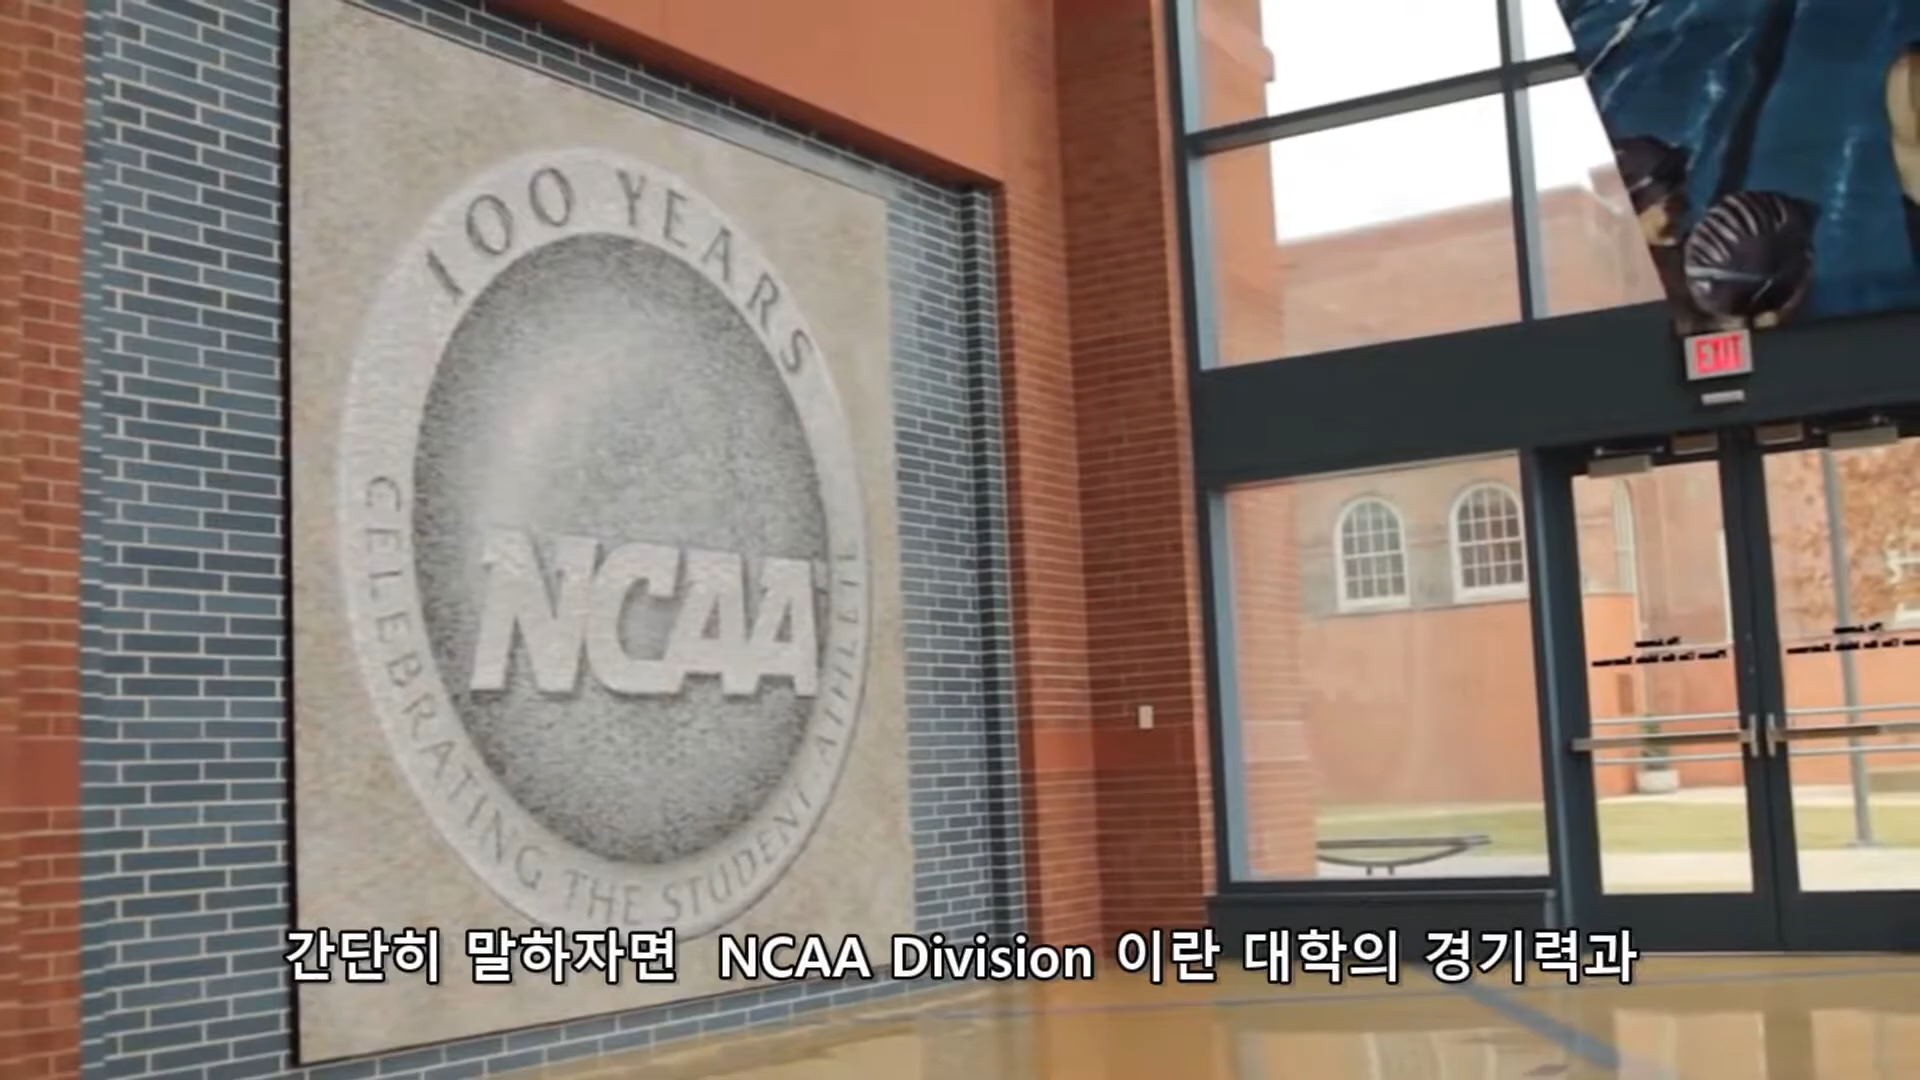 100 YEARS
NCAA
CELEBRATING THE STUDENT-ATHLETE
EXIT
간단히 말하자면 NCAA Division 이란 대학의 경기력과